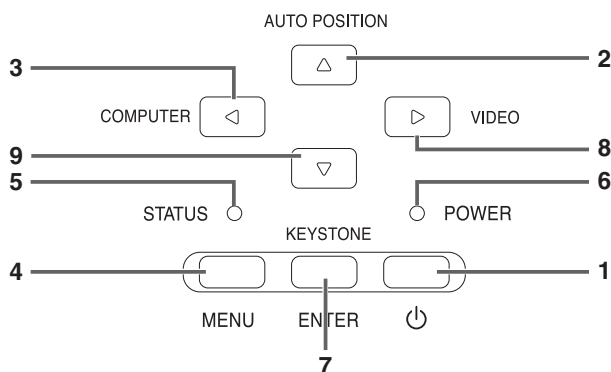 AUTO POSITION
3
2
COMPUTER
VIDEO
9
8
5
6
STATUS
POWER
KEYSTONE
4
1
MENU
ENTER
7